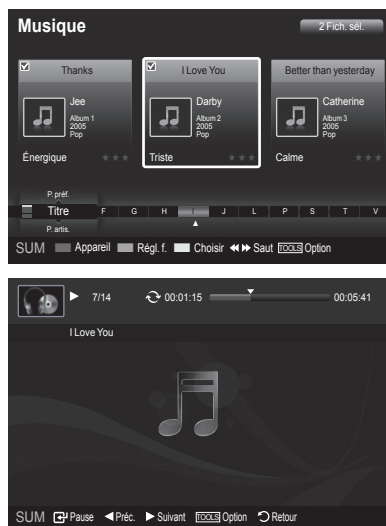 Musique
2 Fich. sél.
Thanks
I Love You
Better than yesterday
Jee
Album 1
2005
Pop
Darby
Album 2
2005
Pop
Catherine
Album 3
2005
Pop
Énergique
Triste
Calme
P. préf.
Titre F G H I J L P S T V
P. artis.
SUM Appareil Régl. f. Choisir Saut TOOLS Option
7/14 00:01:15 00:05:41
I Love You
SUM Pause Préc. Suivant TOOLS Option Retour